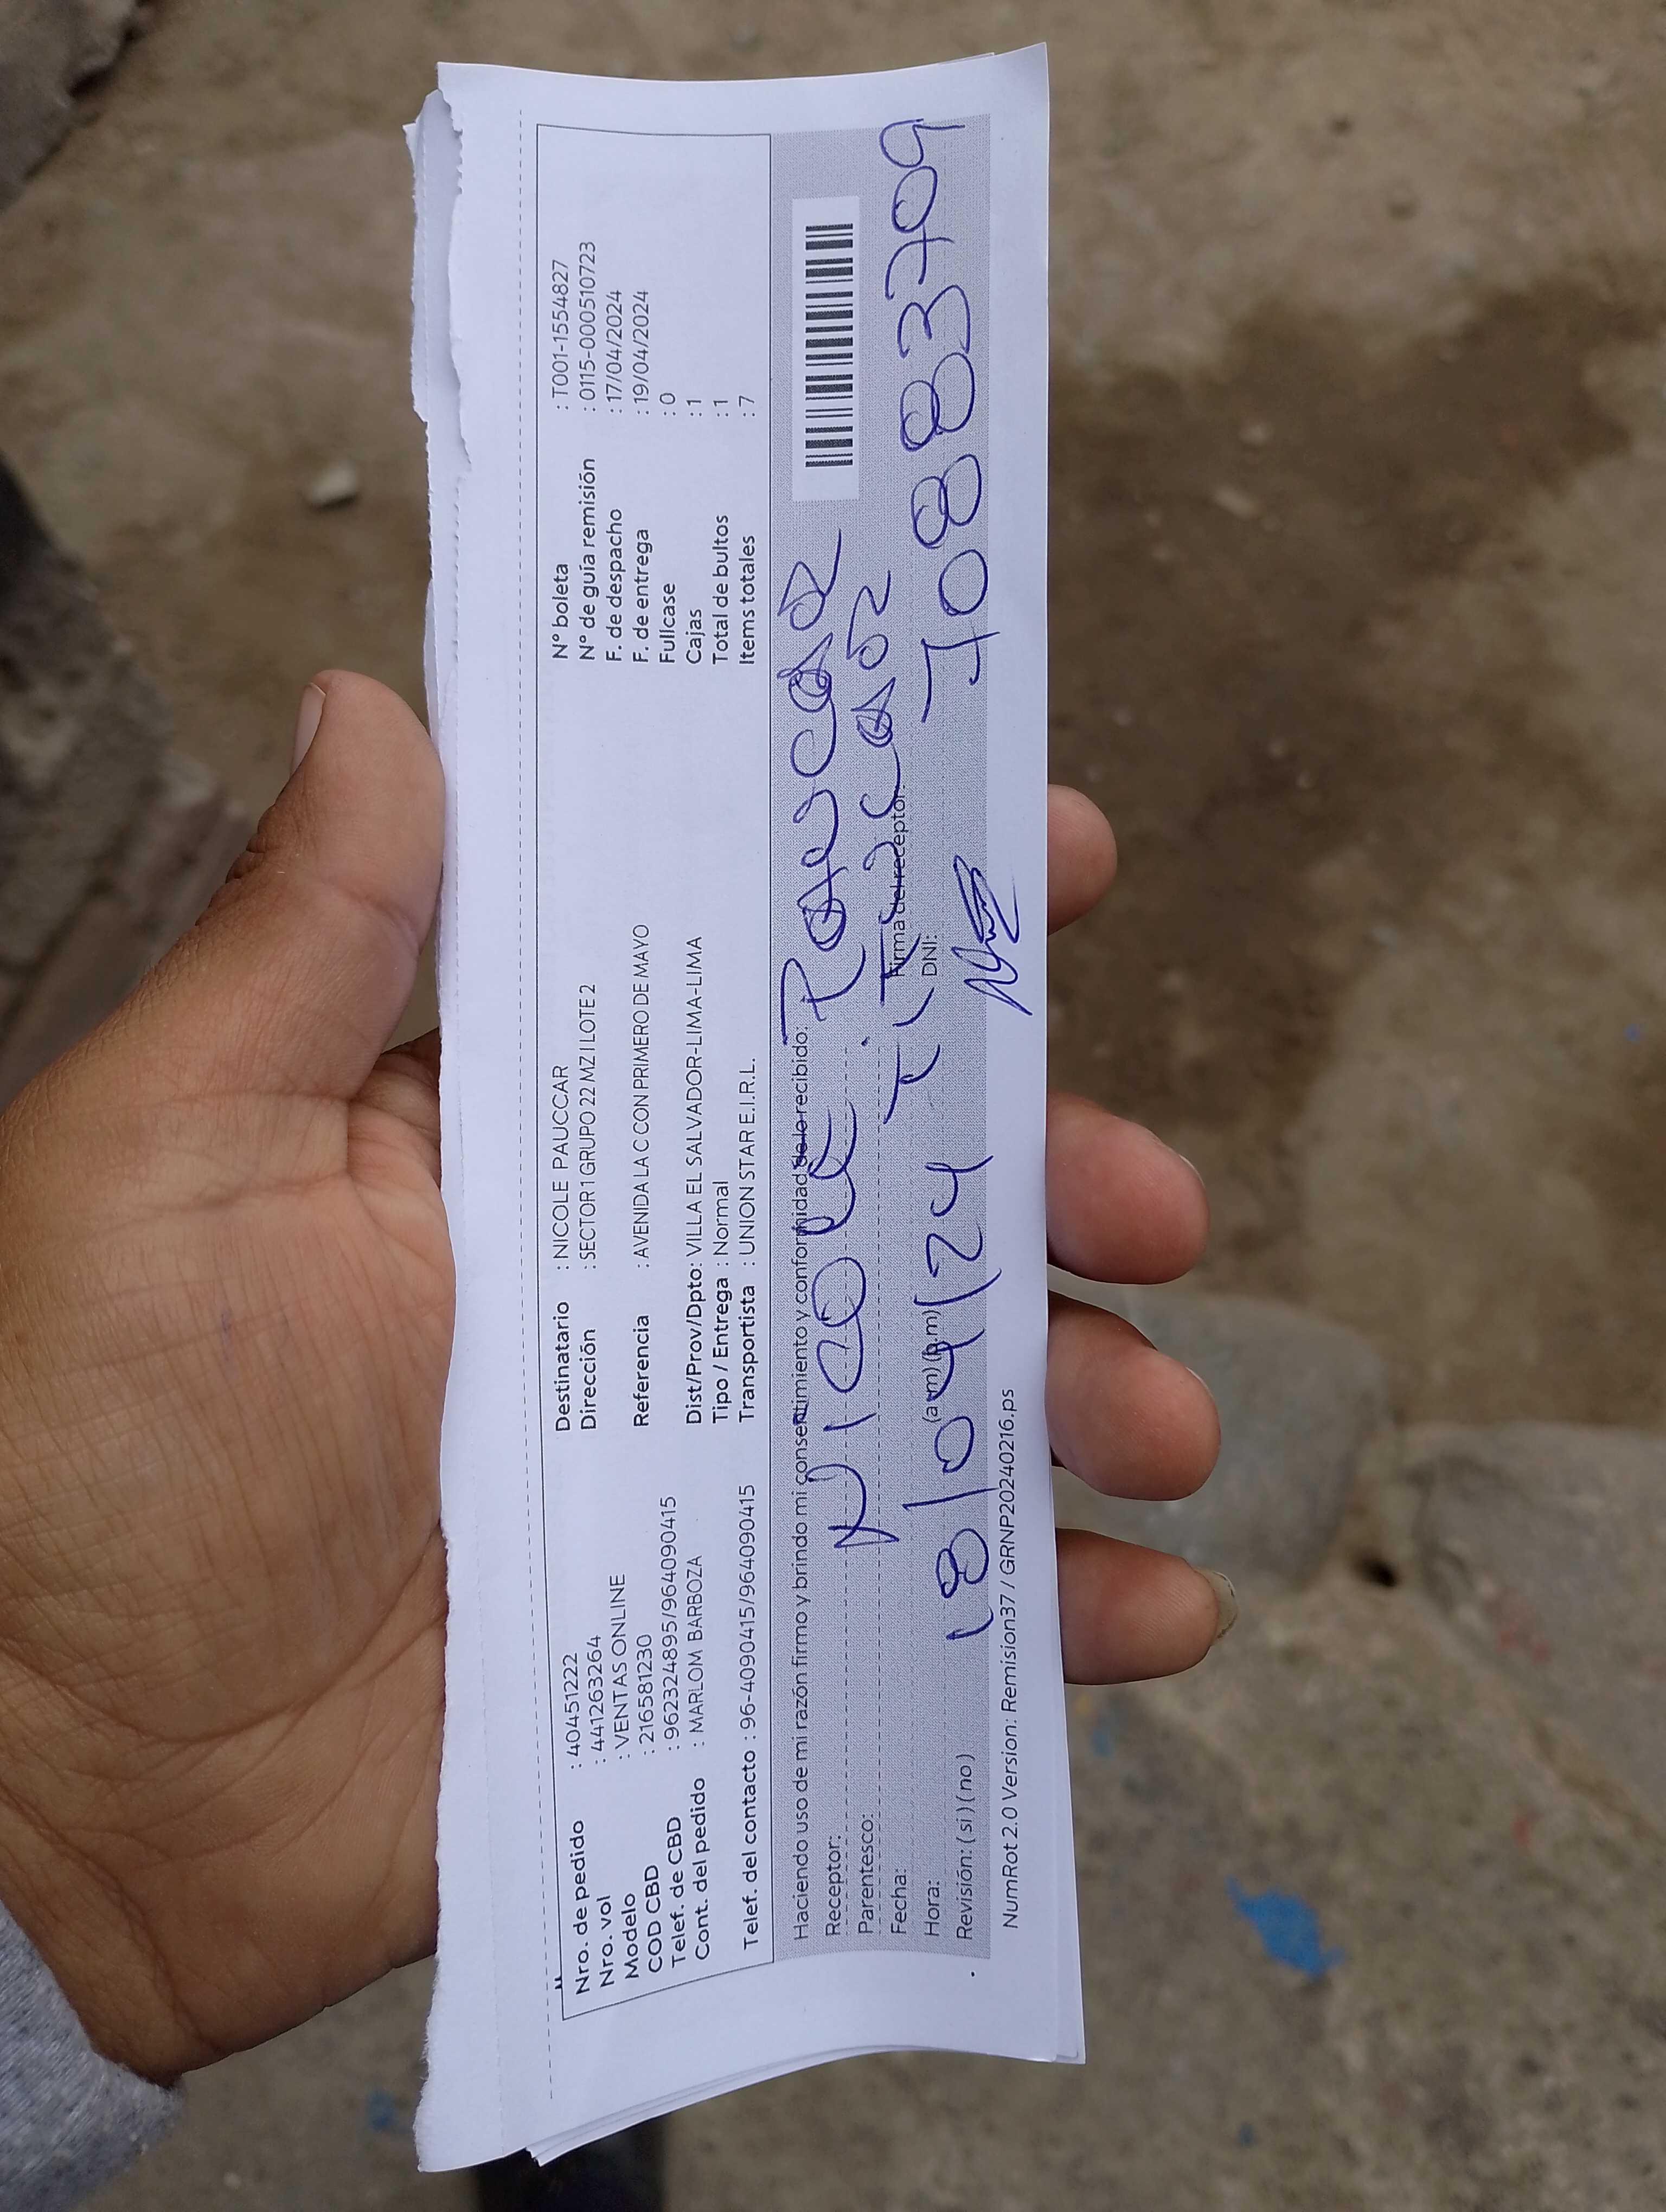 Nro. de pedido : 40451222
Nro. vol : 441263264
Modelo : VENTAS ONLINE
COD CBD : 216581230
Telef. de CBD : 962324895/964090415
Cont. del pedido : MARLOM BARBOZA
Telef. del contacto : 96-4090415/964090415
Destinatario : NICOLE PAUCCAR
Dirección : SECTOR 1 GRUPO 22 MZ I LOTE 2
Referencia : AVENIDA LA C CON PRIMERO DE MAYO
Dist/Prov/Dpto: VILLA EL SALVADOR-LIMA-LIMA
Tipo / Entrega : Normal
Transportista : UNION STAR E.I.R.L.
N° boleta : T001-1554827
N° de guía remisión : 0115-0005510723
F. de despacho : 17/04/2024
F. de entrega : 19/04/2024
Fullcase : 0
Cajas : 1
Total de bultos : 1
Items totales : 7
Haciendo uso de mi razón firmo y brindo mi consentimiento y conformidad de lo recibido:
Receptor: Nicole Paurcar
Parentesco: Titular
Fecha: 18/04/24
Hora: (a.m) (p.m)
Revisión: ( si ) ( no )
Firma del receptor:
DNI: 70883709
NumRot 2.0 Version: Remision37 / GRNP20240216.ps